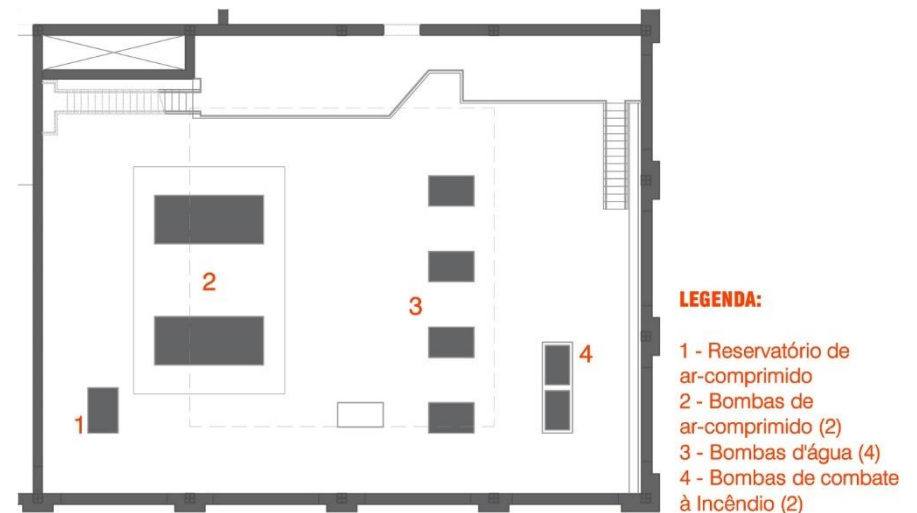 2
3
4
1
LEGENDA:
1 - Reservatório de
ar-comprimido
2 - Bombas de
ar-comprimido (2)
3 - Bombas d'água (4)
4 - Bombas de combate
à Incêndio (2)